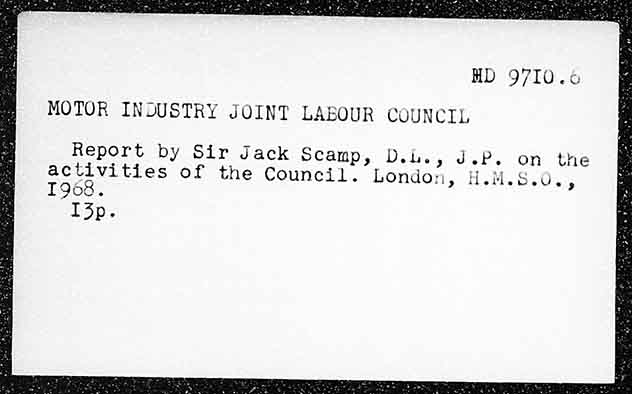 HD 9710.6
MOTOR INDUSTRY JOINT LABOUR COUNCIL
Report by Sir Jack Scamp, D.L., J.P. on the
activities of the Council. London, H.M.S.O.,
1968.
13p.